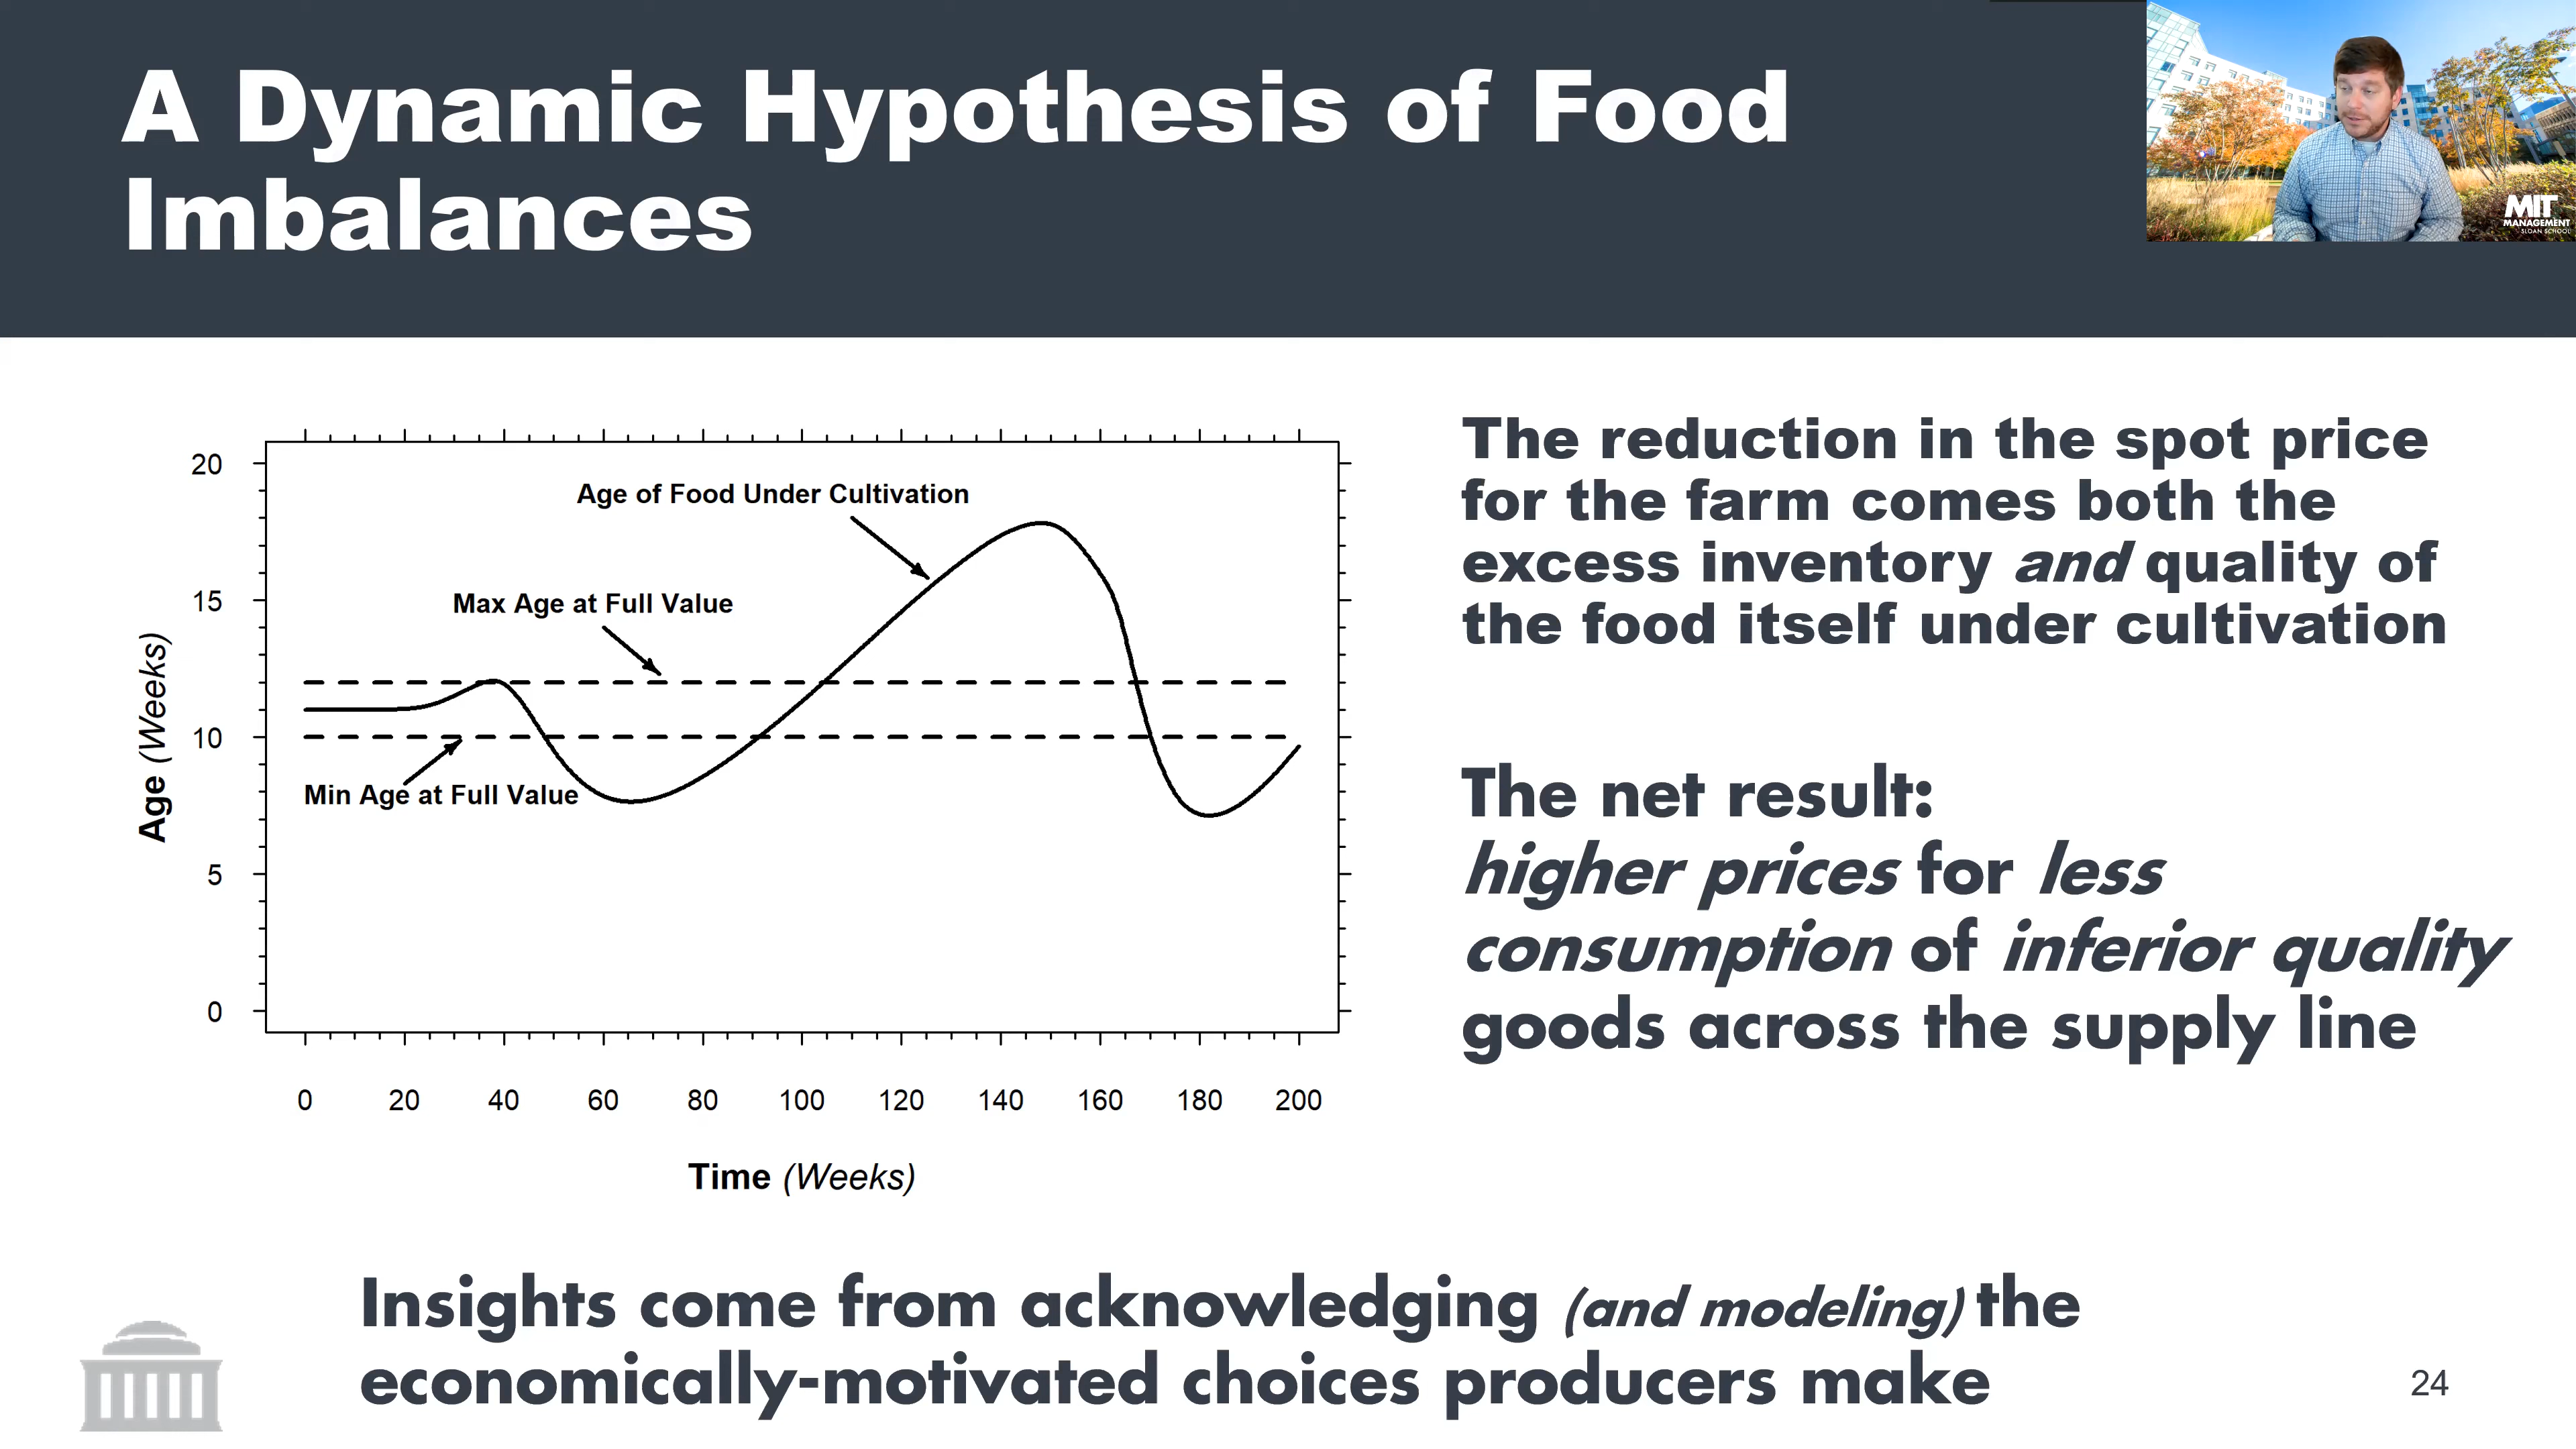 A Dynamic Hypothesis of Food
Imbalances
MIT
MANAGEMENT
SLOAN SCHOOL
The reduction in the spot price
for the farm comes both the
excess inventory and quality of
the food itself under cultivation
The net result:
higher prices for less
consumption of inferior quality
goods across the supply line
Age (Weeks)
20
15
10
5
0
Age of Food Under Cultivation
Max Age at Full Value
Min Age at Full Value
0 20 40 60 80 100 120 140 160 180 200
Time (Weeks)
Insights come from acknowledging (and modeling) the
economically-motivated choices producers make
24